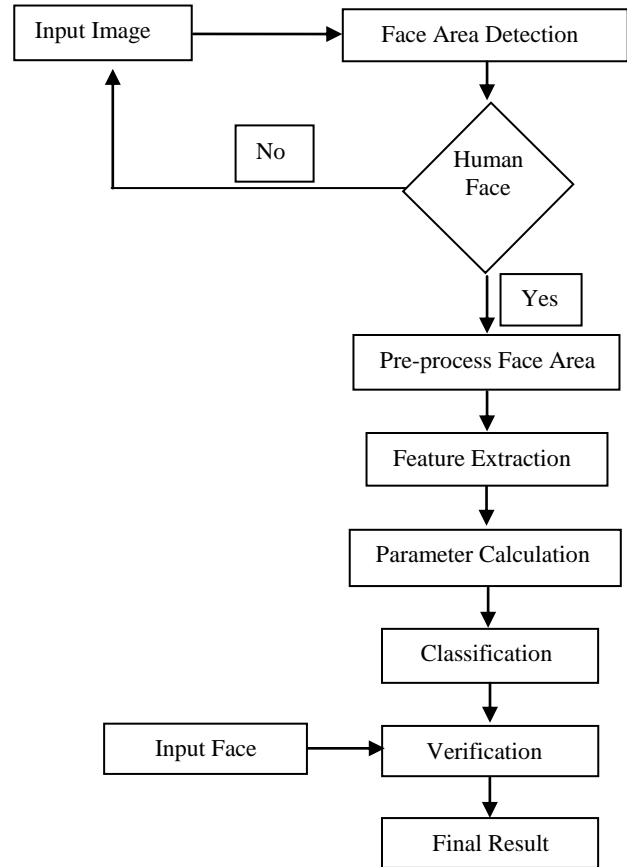 Input Image
Face Area Detection
No
Human
Face
Yes
Pre-process Face Area
Feature Extraction
Parameter Calculation
Classification
Input Face
Verification
Final Result